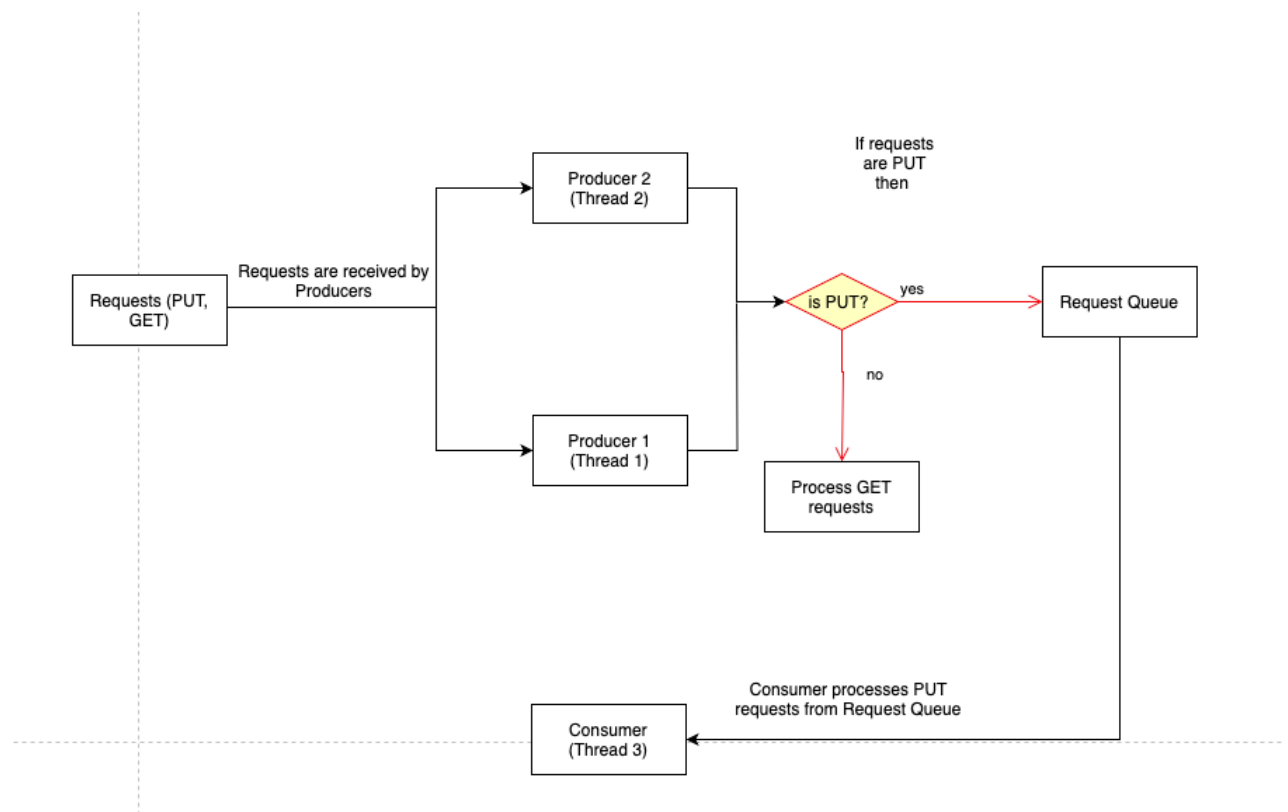 If requests
are PUT
then
Producer 2
(Thread 2)
Requests are received by
Producers
Requests (PUT,
GET)
is PUT?
yes
Request Queue
no
Producer 1
(Thread 1)
Process GET
requests
Consumer processes PUT
requests from Request Queue
Consumer
(Thread 3)